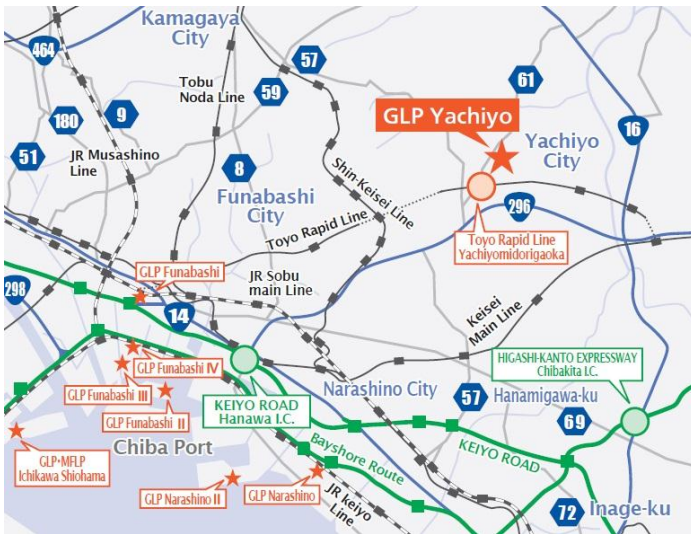 Kamagaya
City
464
57
61
Tobu
Noda Line
59
GLP Yachiyo
180
9
16
Yachiyo
City
51
JR Musashino
Line
8
Shin-Keisei Line
Funabashi
City
296
Toyo Rapid Line
Toyo Rapid Line
Yachiyomidorigaoka
GLP Funabashi
JR Sobu
main Line
298
14
Keisei
Main Line
HIGASHI-KANTO EXPRESSWAY
Chibakita I.C.
GLP Funabashi IV
GLP Funabashi III
Narashino City
57
Hanamigawa-ku
KEIYO ROAD
Hanawa I.C.
GLP Funabashi II
69
Chiba Port
Bayshore Route
KEIYO ROAD
GLP•MFLP
Ichikawa Shiohama
GLP Narashino II
GLP Narashino
JR keiyo
Line
72
Inage-ku